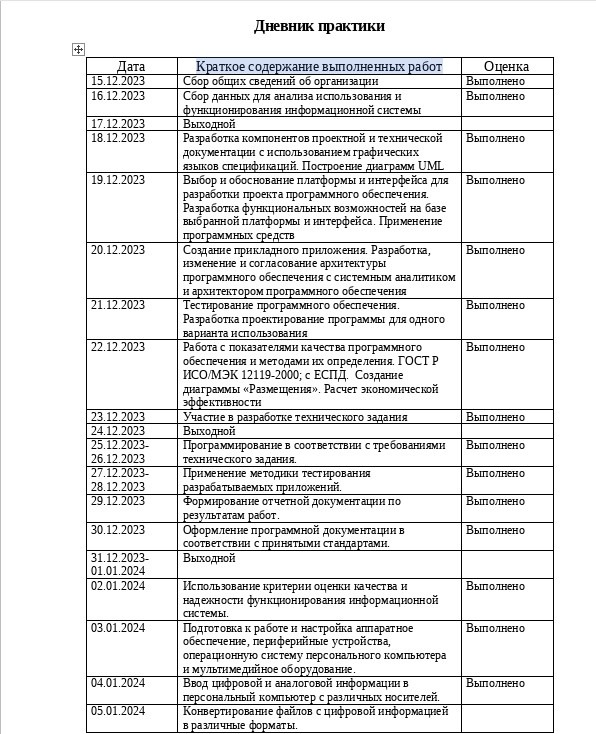 Дневник практики
Дата Краткое содержание выполненных работ Оценка
15.12.2023 Сбор общих сведений об организации Выполнено
16.12.2023 Сбор данных для анализа использования и Выполнено
функционирования информационной системы
17.12.2023 Выходной
18.12.2023 Разработка компонентов проектной и технической Выполнено
документации с использованием графических
языков спецификаций. Построение диаграмм UML
19.12.2023 Выбор и обоснование платформы и интерфейса для Выполнено
разработки проекта программного обеспечения.
Разработка функциональных возможностей на базе
выбранной платформы и интерфейса. Применение
программных средств
20.12.2023 Создание прикладного приложения. Разработка, Выполнено
изменение и согласование архитектуры
программного обеспечения с системным аналитиком
и архитектором программного обеспечения
21.12.2023 Тестирование программного обеспечения. Выполнено
Разработка проектирование программы для одного
варианта использования
22.12.2023 Работа с показателями качества программного Выполнено
обеспечения и методами их определения. ГОСТ Р
ИСО/МЭК 12119-2000; с ЕСПД. Создание
диаграммы «Размещения». Расчет экономической
эффективности
23.12.2023 Участие в разработке технического задания Выполнено
24.12.2023 Выходной
25.12.2023- Программирование в соответствии с требованиями Выполнено
26.12.2023 технического задания.
27.12.2023- Применение методики тестирования Выполнено
28.12.2023 разрабатываемых приложений.
29.12.2023 Формирование отчетной документации по Выполнено
результатам работ.
30.12.2023 Оформление программной документации в Выполнено
соответствии с принятыми стандартами.
31.12.2023- Выходной
01.01.2024
02.01.2024 Использование критерии оценки качества и Выполнено
надежности функционирования информационной
системы.
03.01.2024 Подготовка к работе и настройка аппаратное Выполнено
обеспечение, периферийные устройства,
операционную систему персонального компьютера
и мультимедийное оборудование.
04.01.2024 Ввод цифровой и аналоговой информации в Выполнено
персональный компьютер с различных носителей.
05.01.2024 Конвертирование файлов с цифровой информацией
в различные форматы.